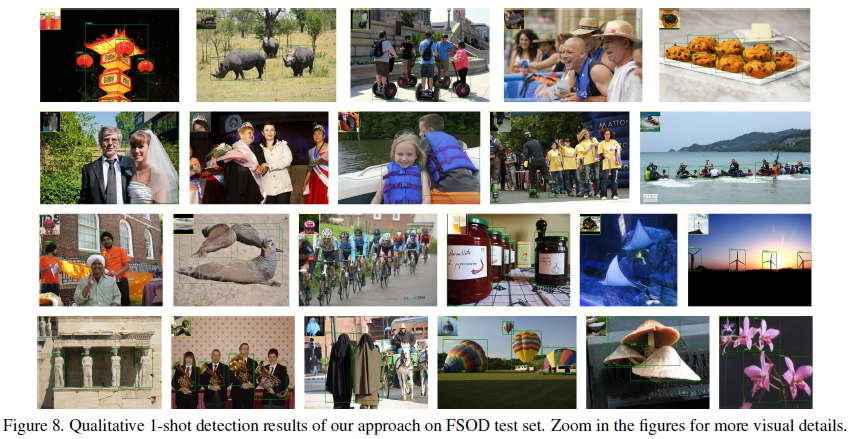 MATTON
Figure 8. Qualitative 1-shot detection results of our approach on FSOD test set. Zoom in the figures for more visual details.